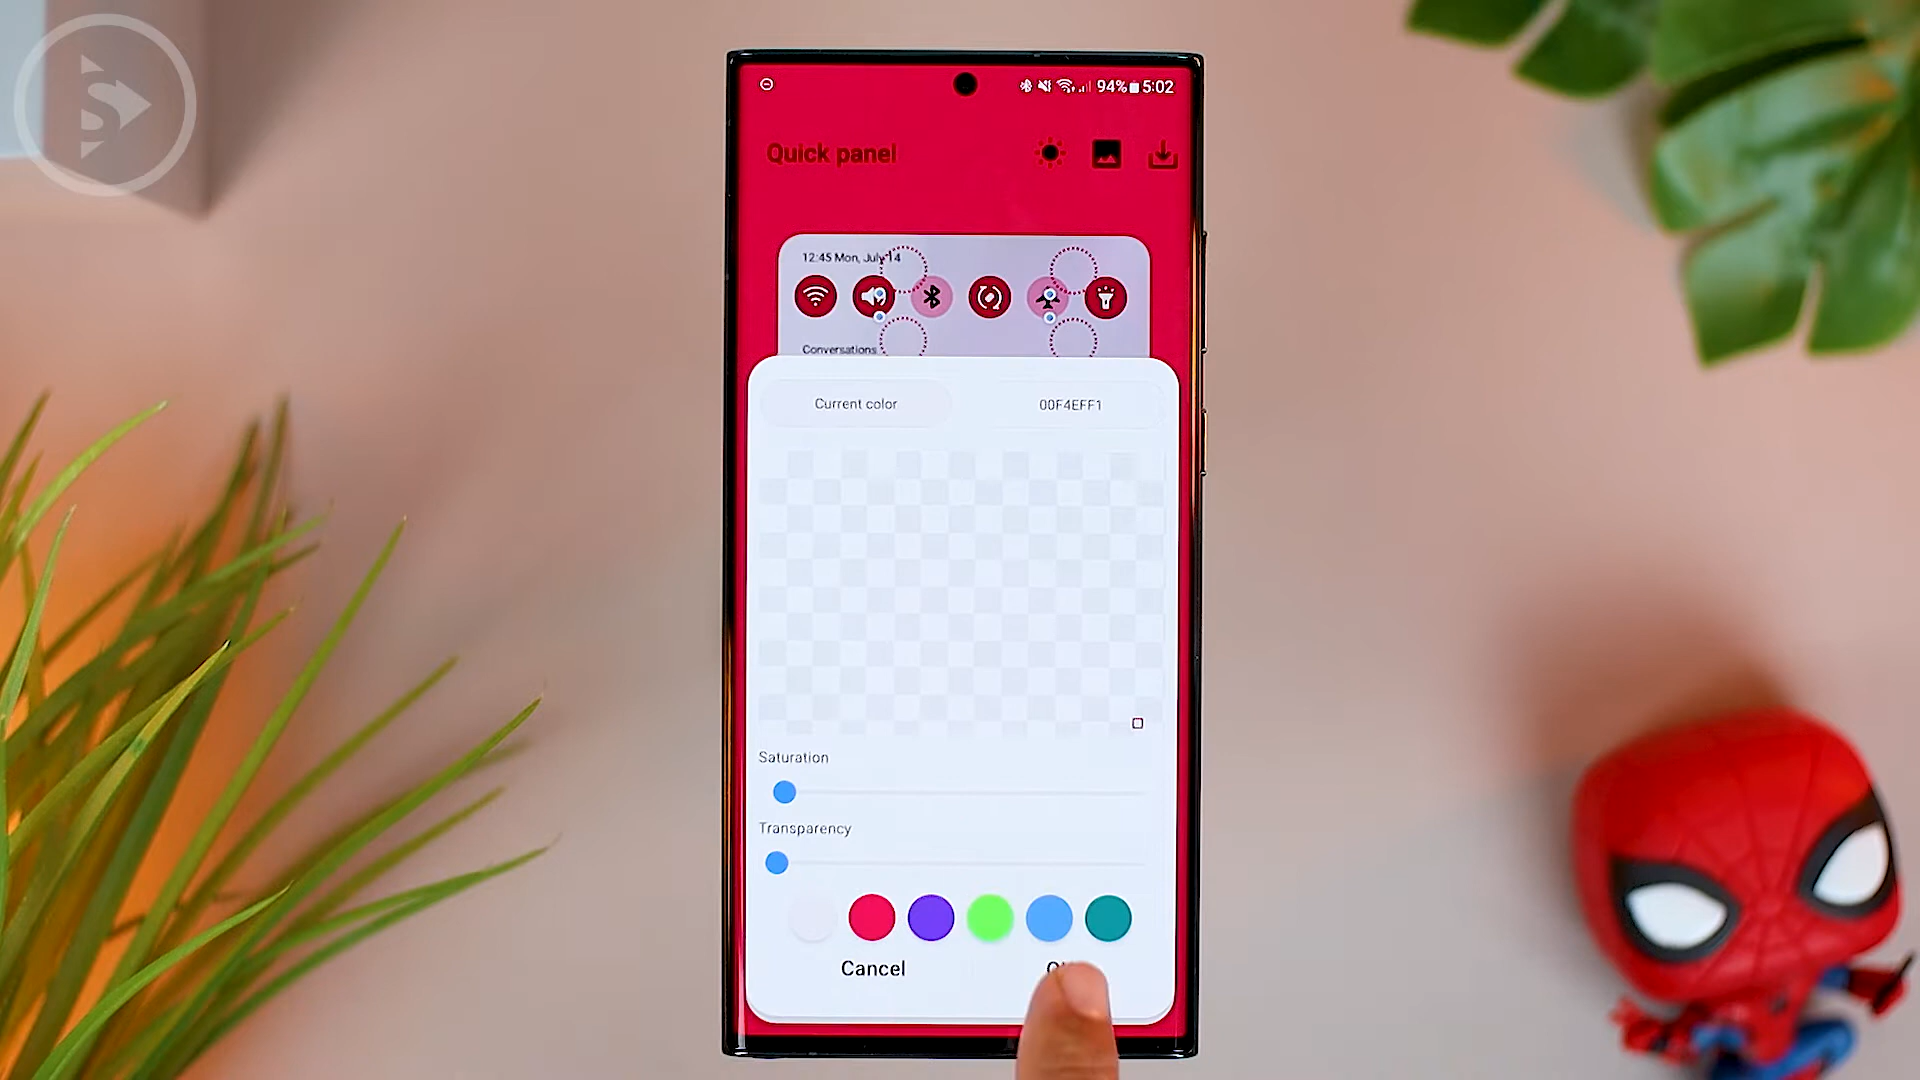 S
94% 5:02
Quick panel
12:45 Mon, July 14
Conversations
Current color
00F4EFF1
Saturation
Transparency
Cancel